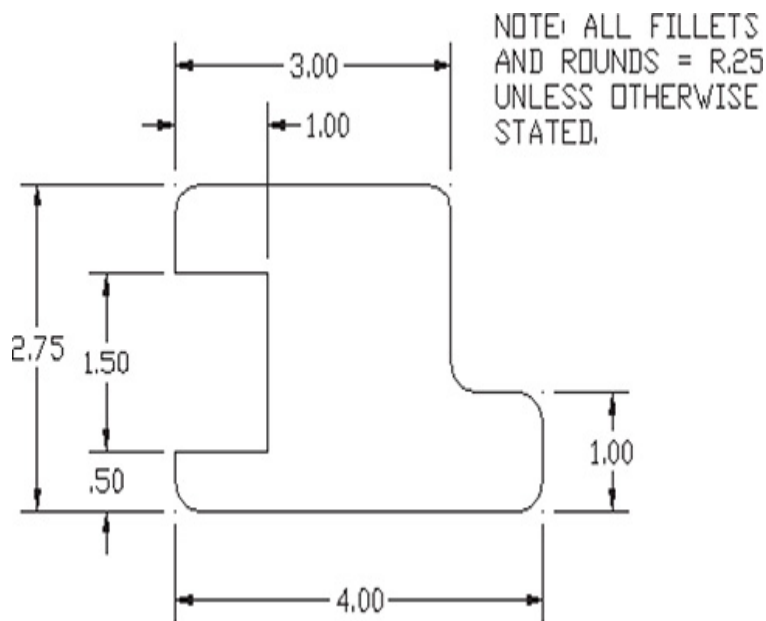 NOTE: ALL FILLETS
AND ROUNDS = R.25
UNLESS OTHERWISE
STATED.
3.00
1.00
2.75
1.50
.50
1.00
4.00